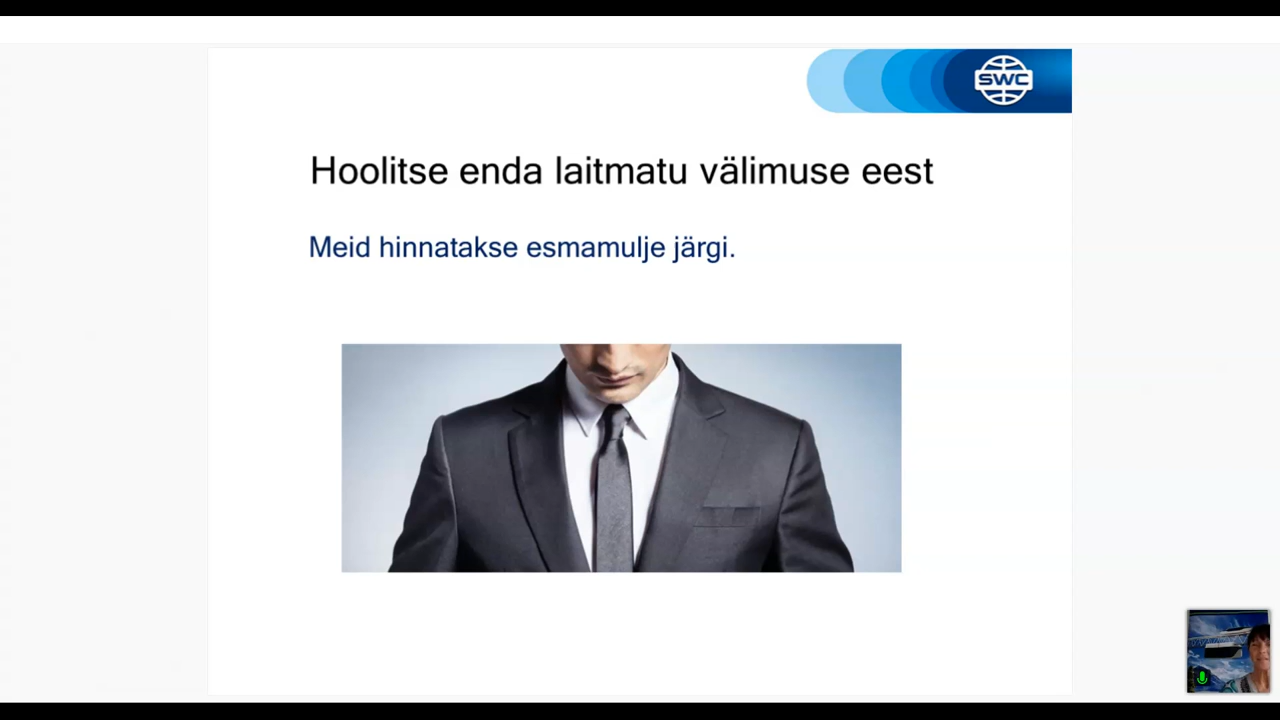 SWC
Hoolitse enda laitmatu välimuse eest
Meid hinnatakse esmamulje järgi.